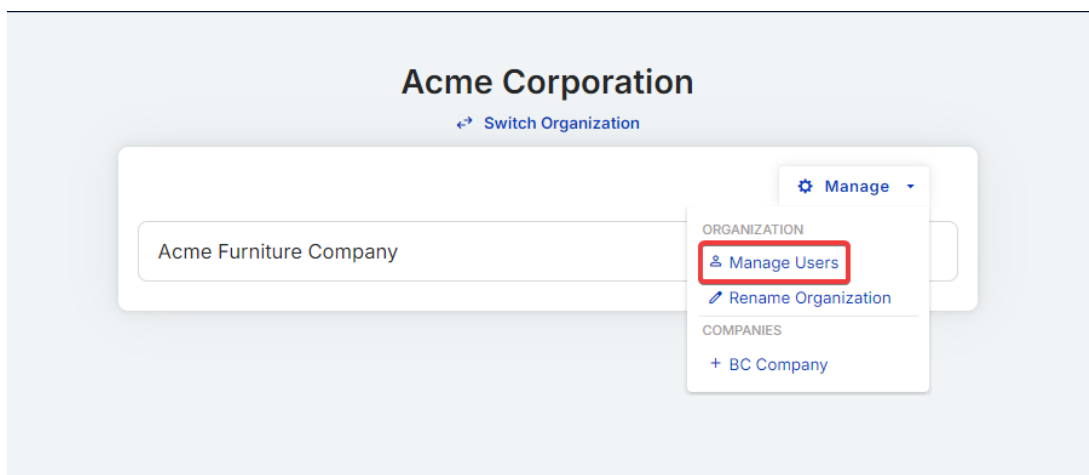 Acme Corporation
Switch Organization
Manage
Acme Furniture Company
ORGANIZATION
Manage Users
Rename Organization
COMPANIES
+ BC Company